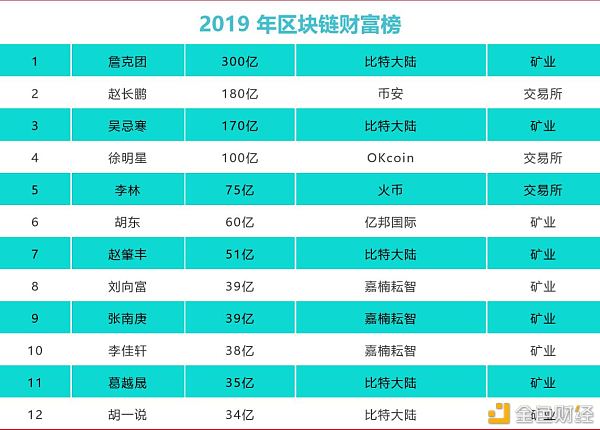 2019 年区块链财富榜
1 詹克团 300亿 比特大陆 矿业
2 赵长鹏 180亿 币安 交易所
3 吴忌寒 170亿 比特大陆 矿业
4 徐明星 100亿 OKcoin 交易所
5 李林 75亿 火币 交易所
6 胡东 60亿 亿邦国际 矿业
7 赵肇丰 51亿 比特大陆 矿业
8 刘向富 39亿 嘉楠耘智 矿业
9 张南庚 39亿 嘉楠耘智 矿业
10 李佳轩 38亿 嘉楠耘智 矿业
11 葛越晟 35亿 比特大陆 矿业
12 胡一说 34亿 比特大陆 矿业
金色财经